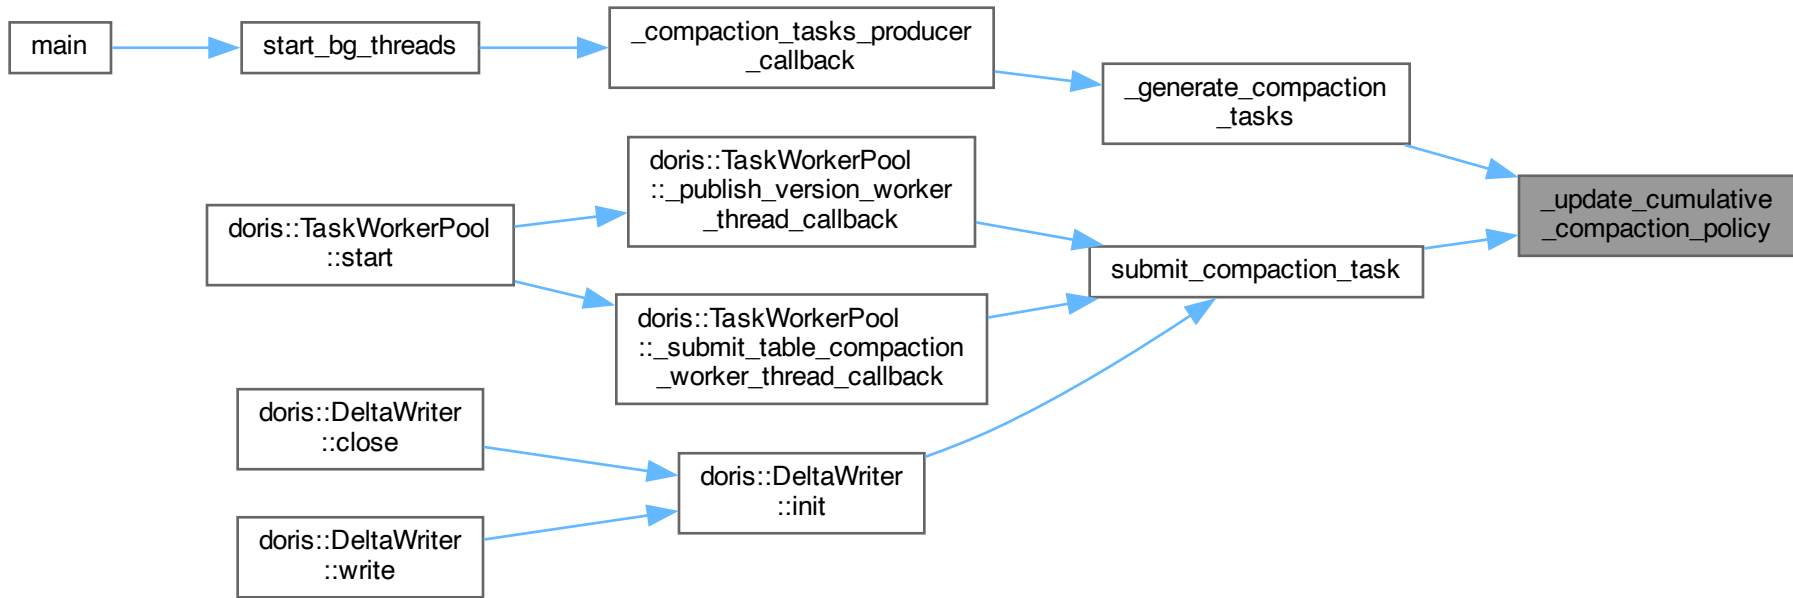 main
start_bg_threads
_compaction_tasks_producer
_callback
_generate_compaction
_tasks
_update_cumulative
_compaction_policy
doris::TaskWorkerPool
::start
doris::TaskWorkerPool
::_publish_version_worker
_thread_callback
submit_compaction_task
doris::TaskWorkerPool
::_submit_table_compaction
_worker_thread_callback
doris::DeltaWriter
::close
doris::DeltaWriter
::init
doris::DeltaWriter
::write